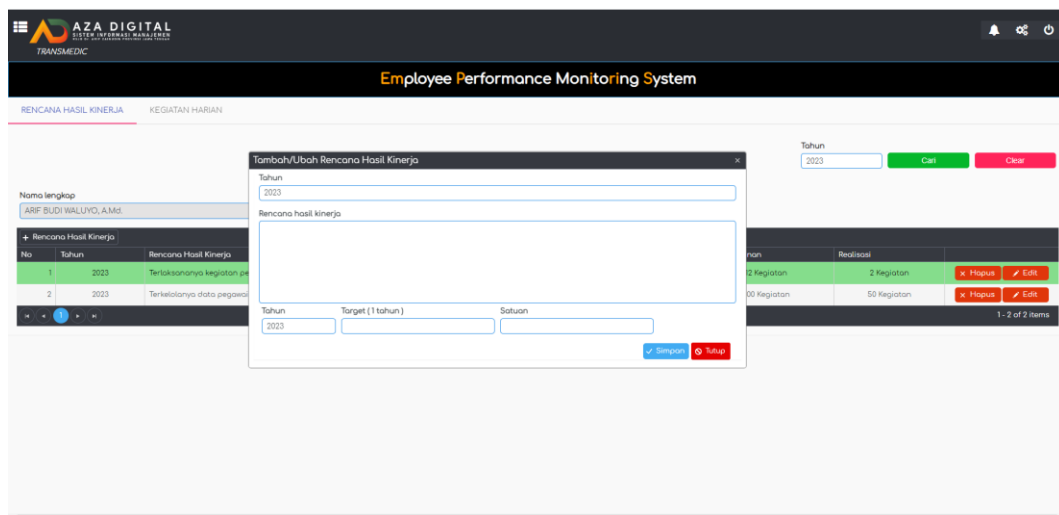 AZA DIGITAL
SISTEM INFORMASI MANAJEMEN
TRANSMEDIC
Employee Performance Monitoring System
RENCANA HASIL KINERJA KEGIATAN HARIAN
Tahun
2023 Cari Clear
Nama lengkap
ARIF BUDI WALUYO, A.Md.
+ Rencana Hasil Kinerja
No Tahun Rencana Hasil Kinerja Realisasi
1 2023 Terlaksananya kegiatan 2 Kegiatan × Hapus Edit
2 2023 Terkelolanya data pegawai 50 Kegiatan × Hapus Edit
1 1 - 2 of 2 items
Tambah/Ubah Rencana Hasil Kinerja ×
Tahun
2023
Rencana hasil kinerja
Tahun Target ( 1 tahun ) Satuan
2023
Simpan Tutup